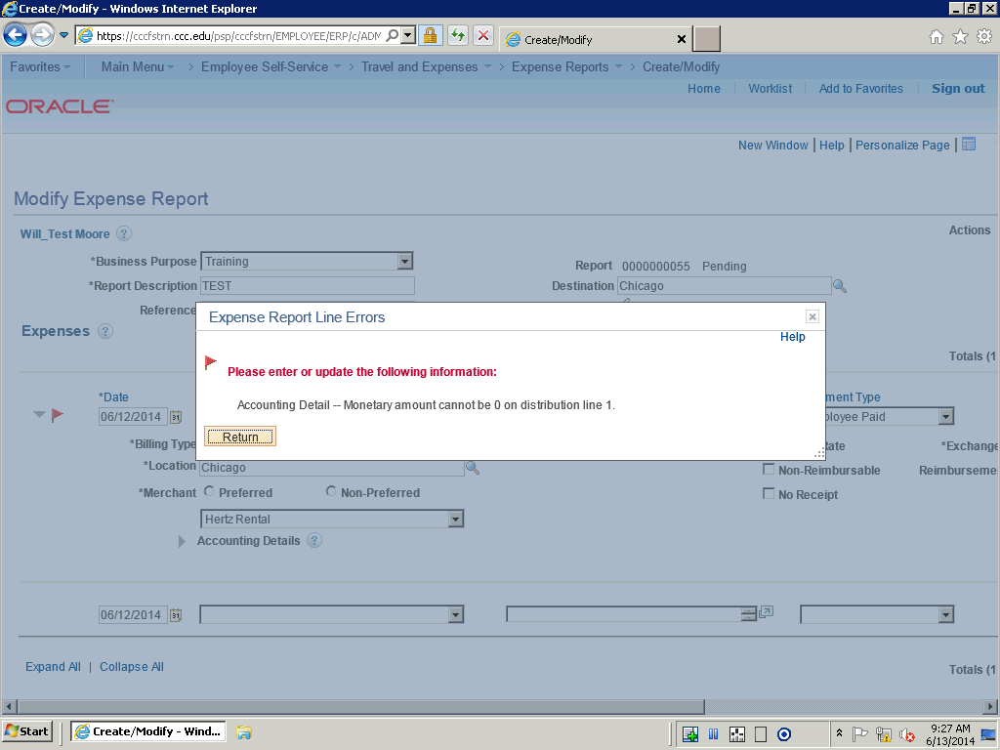 Create/Modify - Windows Internet Explorer
https://cccfstrn.ccc.edu/psp/cccfstrn/EMPLOYEE/ERP/c/ADM
Create/Modify
Favorites Main Menu > Employee Self-Service > Travel and Expenses > Expense Reports > Create/Modify
Home Worklist Add to Favorites Sign out
ORACLE
New Window | Help | Personalize Page |
Modify Expense Report
Will_Test Moore ? Actions
*Business Purpose Training Report 0000000055 Pending
*Report Description TEST Destination Chicago
Reference
Expense Report Line Errors
Expenses ?
Help
Totals (1
Please enter or update the following information:
*Date ment Type
Accounting Detail -- Monetary amount cannot be 0 on distribution line 1.
06/12/2014 31 ployee Paid
Return
*Billing Type ate *Exchange
*Location Chicago Non-Reimbursable Reimburseme
*Merchant Preferred Non-Preferred No Receipt
Hertz Rental
Accounting Details ?
06/12/2014 31
Expand All | Collapse All Totals (1
Start Create/Modify - Wind... 9:27 AM
6/13/2014